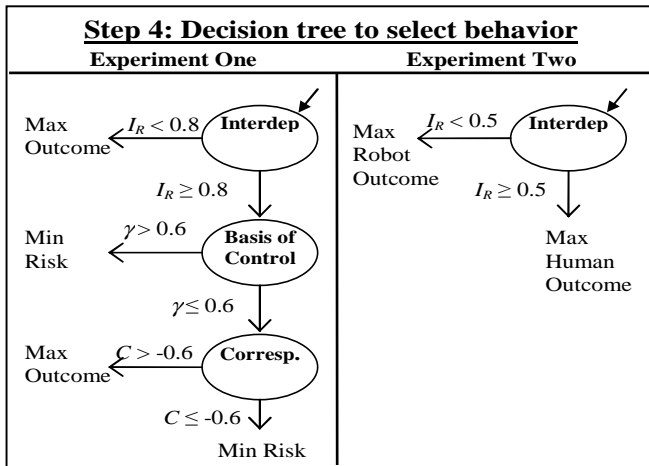 Step 4: Decision tree to select behavior
Experiment One
Experiment Two
Max
Outcome
I_R < 0.8
Interdep
I_R ≥ 0.8
Min
Risk
γ > 0.6
Basis of
Control
γ ≤ 0.6
Max
Outcome
C > -0.6
Corresp.
C ≤ -0.6
Min Risk
Max
Robot
Outcome
I_R < 0.5
Interdep
I_R ≥ 0.5
Max
Human
Outcome